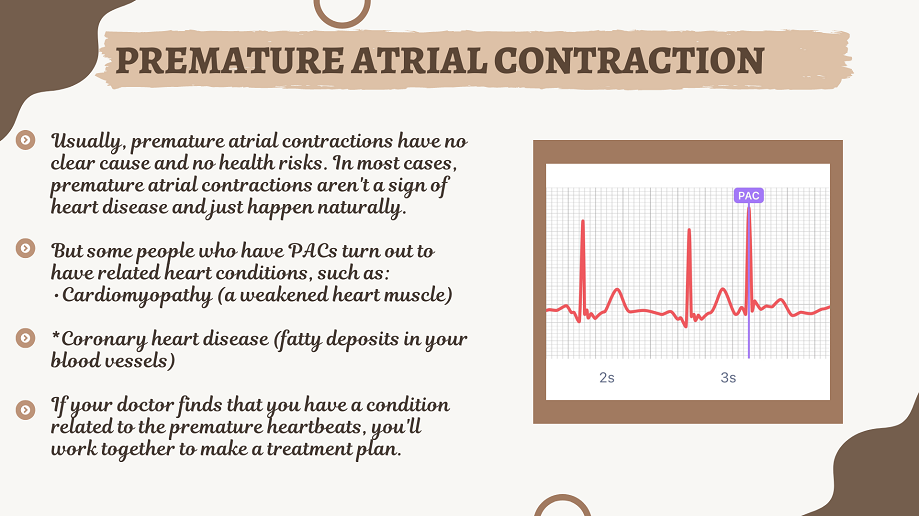 PREMATURE ATRIAL CONTRACTION
Usually, premature atrial contractions have no
clear cause and no health risks. In most cases,
premature atrial contractions aren't a sign of
heart disease and just happen naturally.
But some people who have PACs turn out to
have related heart conditions, such as:
•Cardiomyopathy (a weakened heart muscle)
*Coronary heart disease (fatty deposits in your
blood vessels)
If your doctor finds that you have a condition
related to the premature heartbeats, you'll
work together to make a treatment plan.
PAC
2s 3s